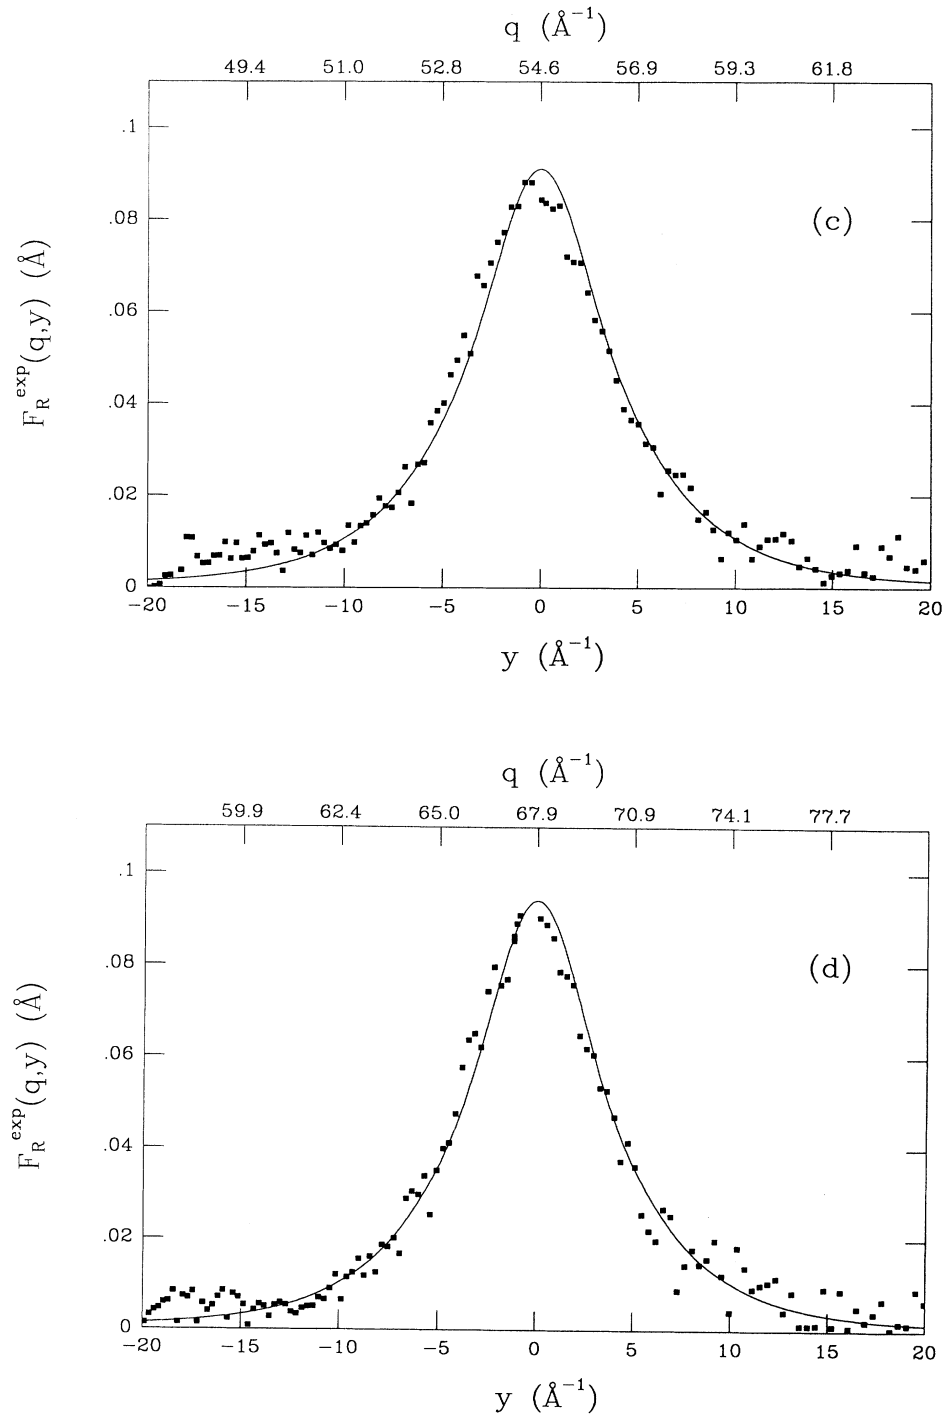 q (Å⁻¹)
49.4 51.0 52.8 54.6 56.9 59.3 61.8
.1
(c)
.08
.06
.04
.02
0
F_R^exp(q,y) (Å)
−20 −15 −10 −5 0 5 10 15 20
y (Å⁻¹)
q (Å⁻¹)
59.9 62.4 65.0 67.9 70.9 74.1 77.7
.1
(d)
.08
.06
.04
.02
0
F_R^exp(q,y) (Å)
−20 −15 −10 −5 0 5 10 15 20
y (Å⁻¹)